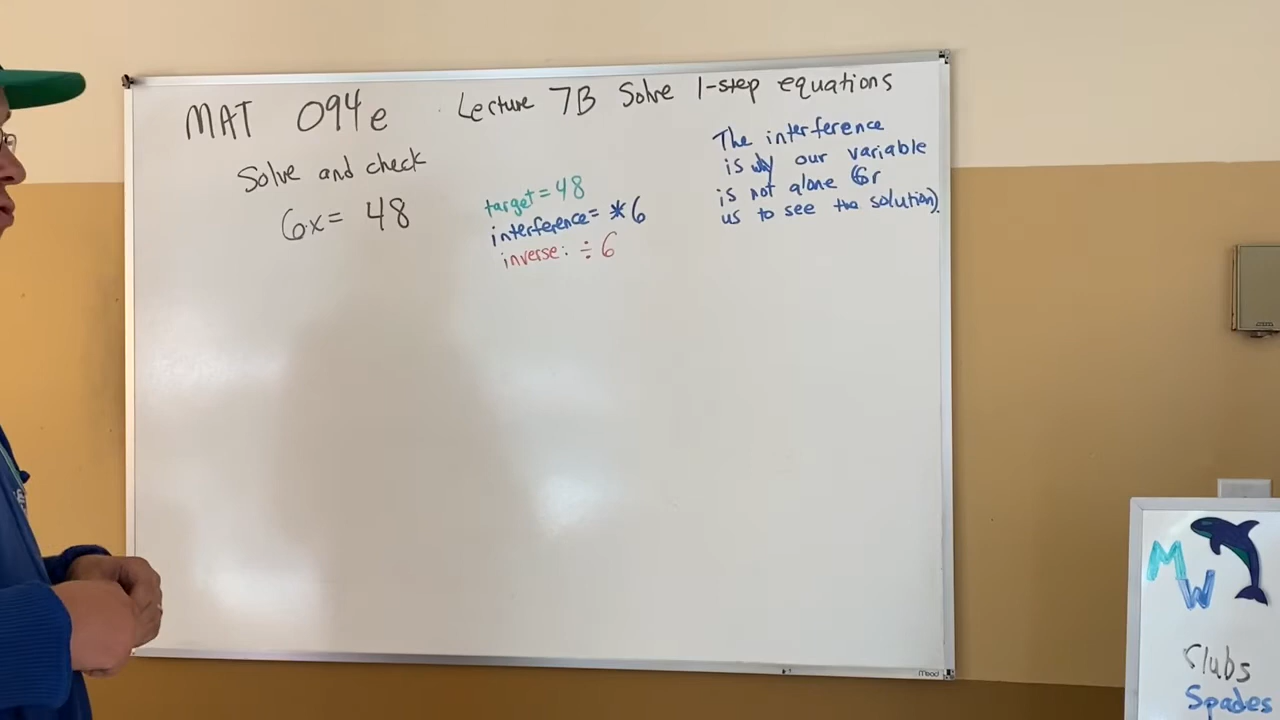 MAT 094e Lecture 7B Solve 1-step equations
Solve and check
6x = 48
target = 48
interference = *6
inverse: ÷ 6
The interference
is why our variable
is not alone (for
us to see the solution).
MW
Clubs
Spades